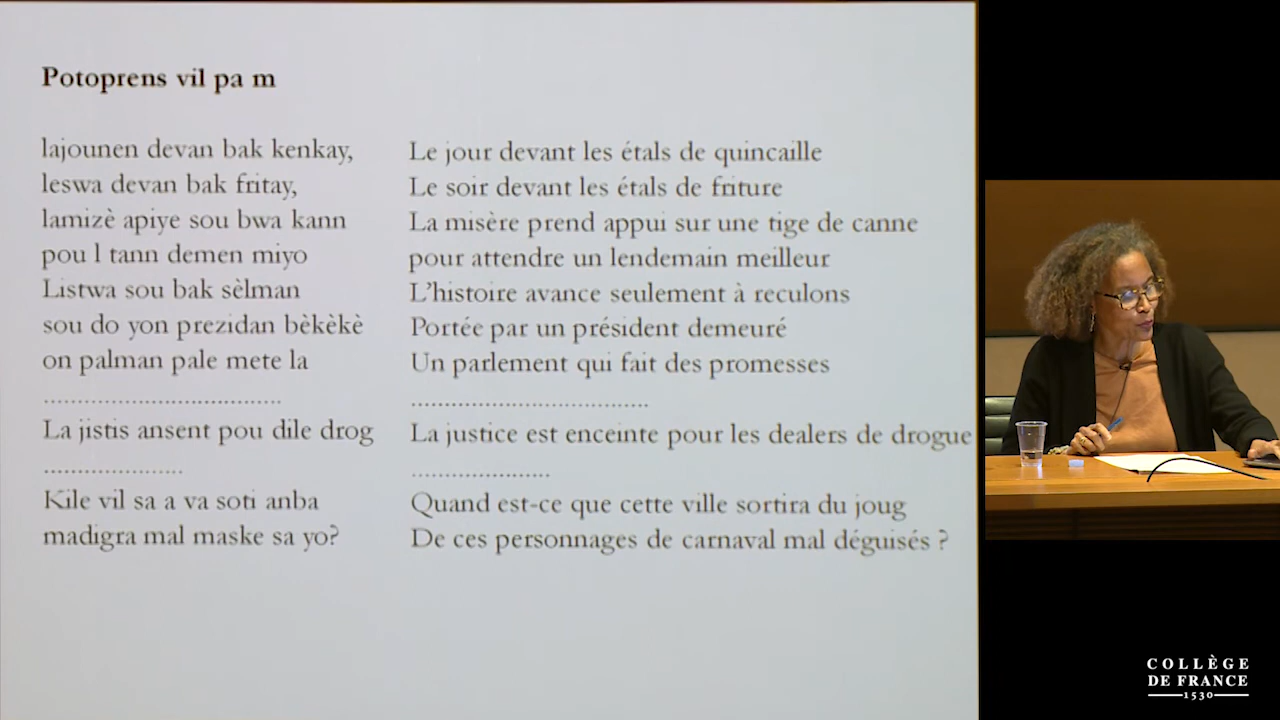 Potoprens vil pa m
lajounen devan bak kenkay,
leswa devan bak fritay,
lamizè apiye sou bwa kann
pou l tann demen miyo
Listwa sou bak sèlman
sou do yon prezidan bèkèkè
on palman pale mete la
..................................
La jistis ansent pou dile drog
....................
Kile vil sa a va soti anba
madigra mal maske sa yo?
Le jour devant les étals de quincaille
Le soir devant les étals de friture
La misère prend appui sur une tige de canne
pour attendre un lendemain meilleur
L'histoire avance seulement à reculons
Portée par un président demeuré
Un parlement qui fait des promesses
..................................
La justice est enceinte pour les dealers de drogue
....................
Quand est-ce que cette ville sortira du joug
De ces personnages de carnaval mal déguisés ?
COLLÈGE
DE FRANCE
1530